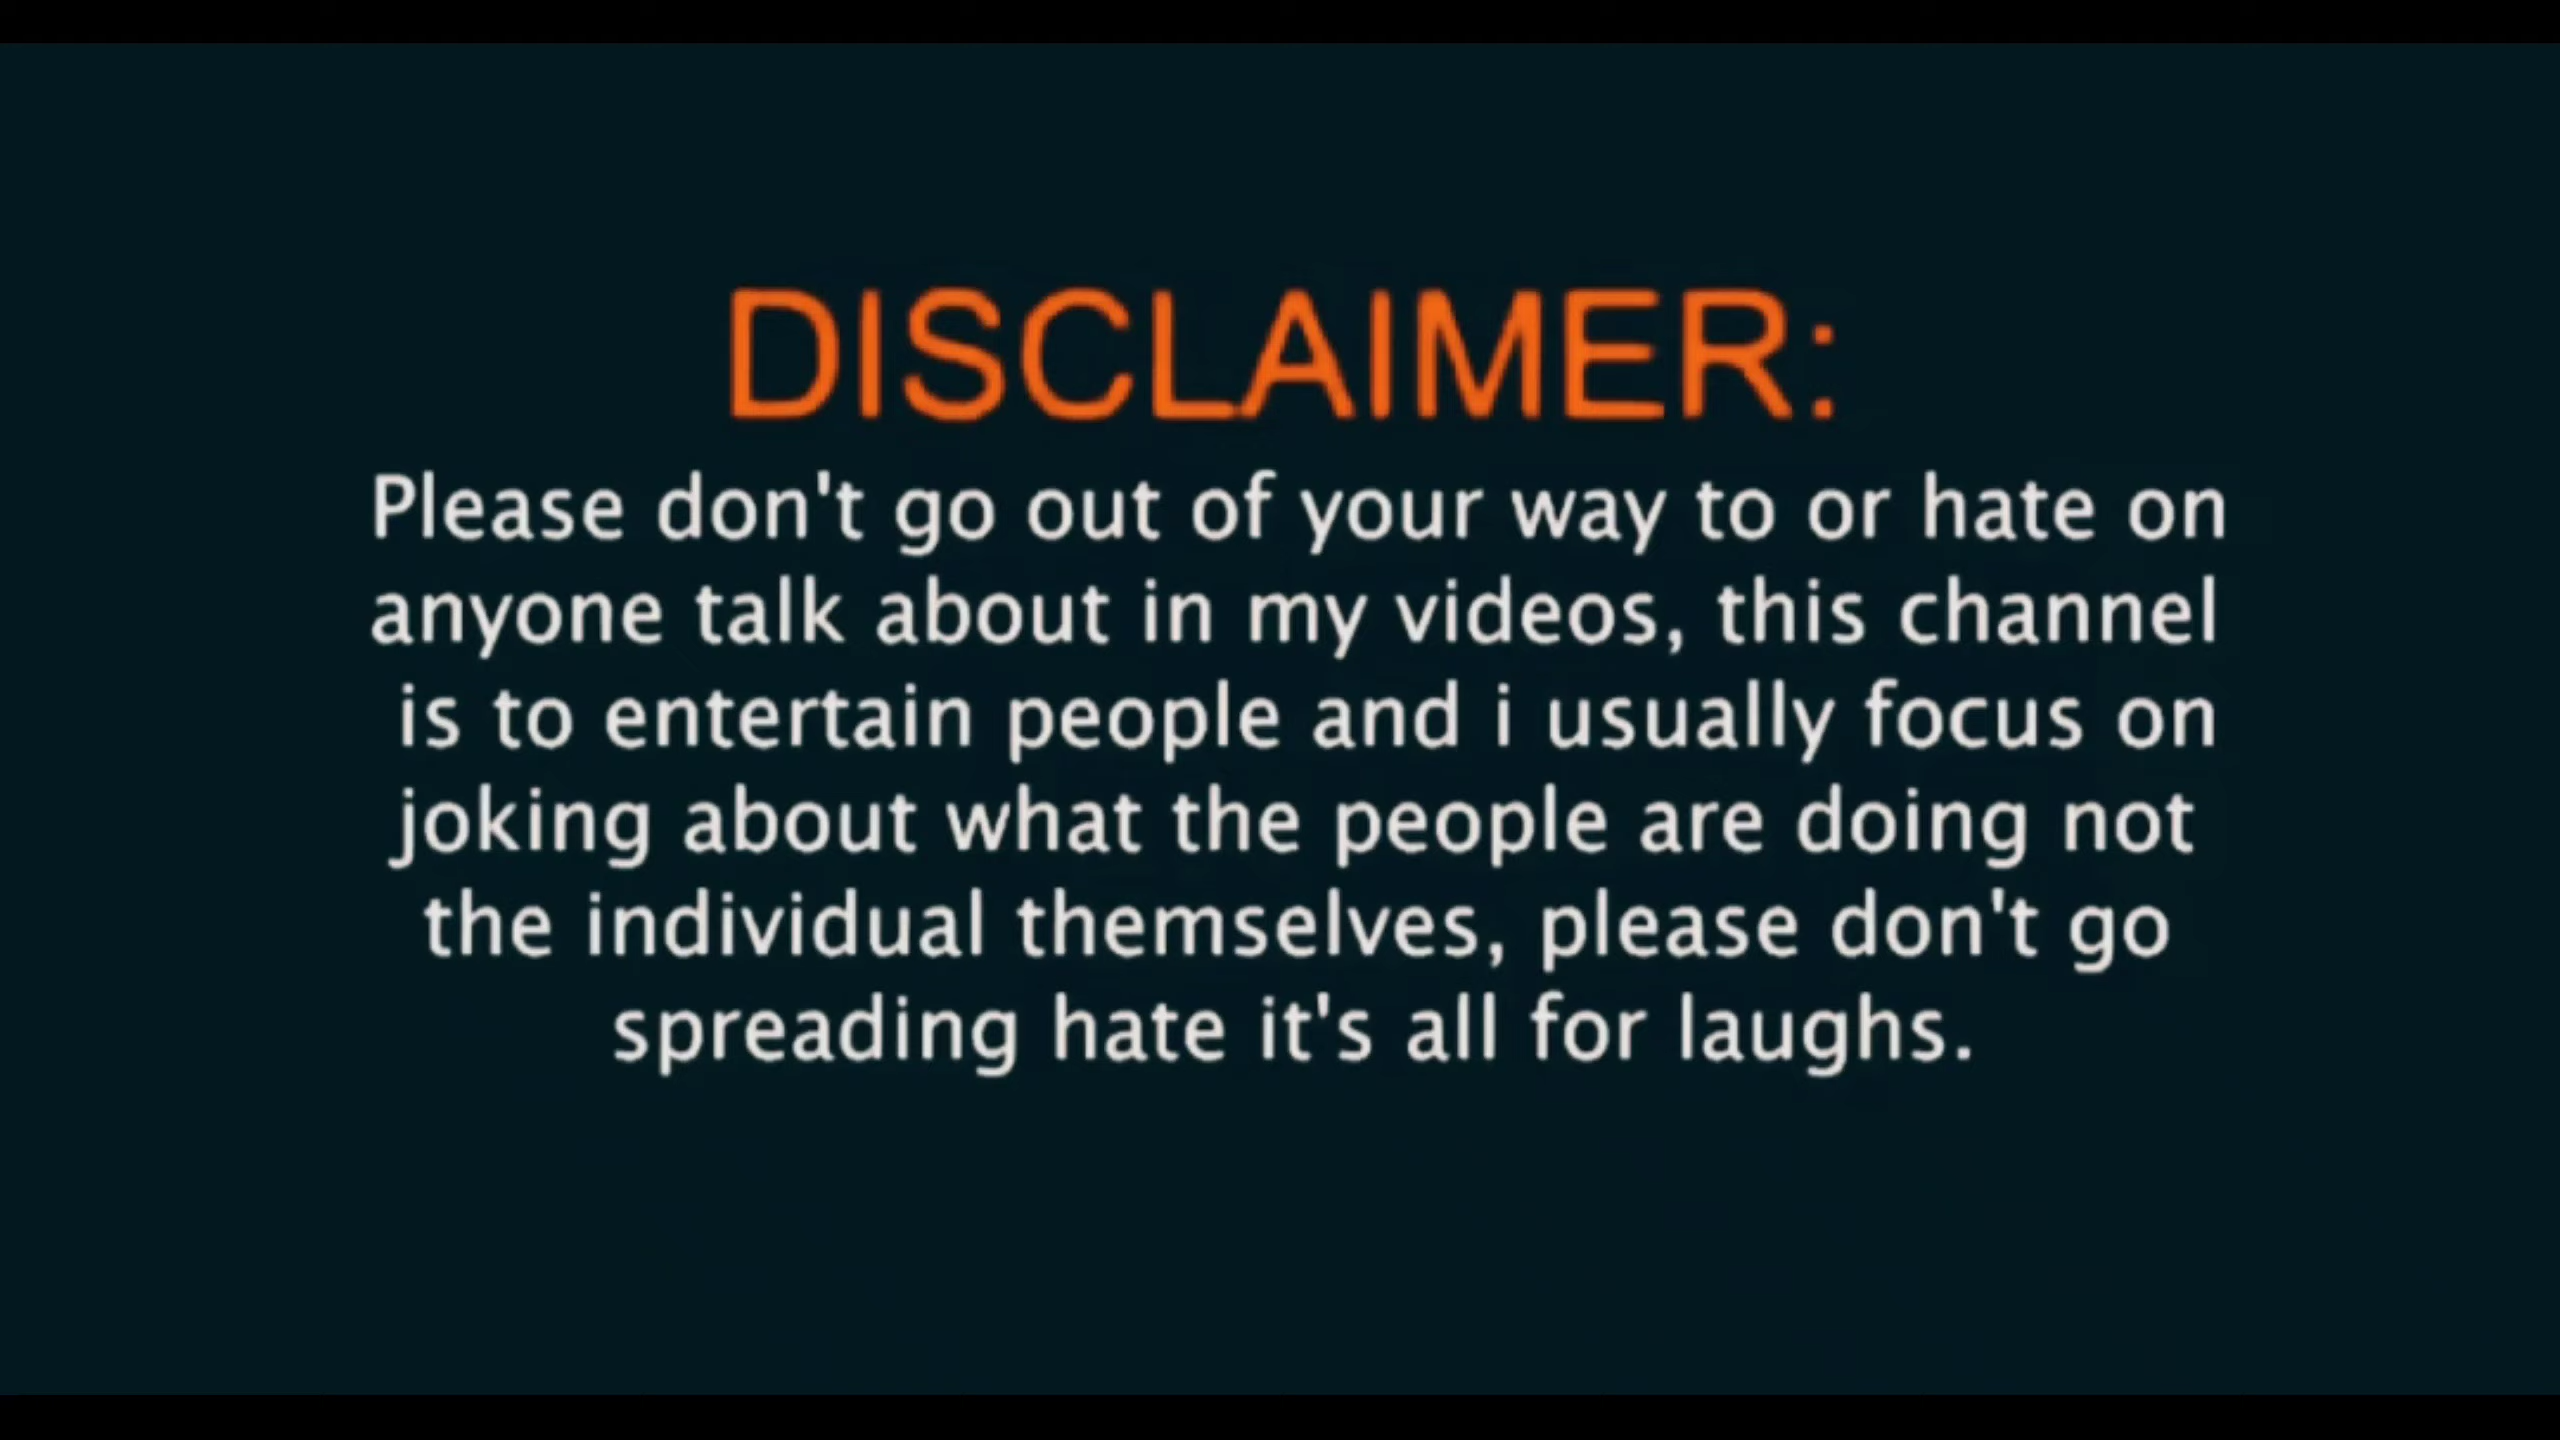 DISCLAIMER:
Please don't go out of your way to or hate on
anyone talk about in my videos, this channel
is to entertain people and i usually focus on
joking about what the people are doing not
the individual themselves, please don't go
spreading hate it's all for laughs.